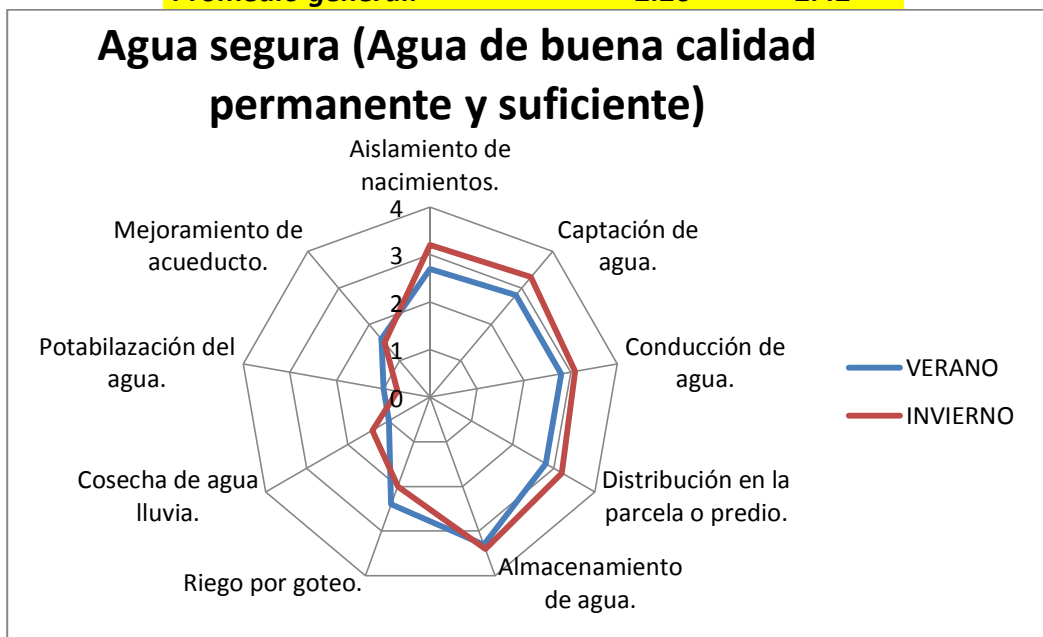 Agua segura (Agua de buena calidad
permanente y suficiente)
Aislamiento de
nacimientos.
Captación de
agua.
Conducción de
agua.
Distribución en la
parcela o predio.
Almacenamiento
de agua.
Riego por goteo.
Cosecha de agua
lluvia.
Potabilazación del
agua.
Mejoramiento de
acueducto.
4
3
2
1
0
VERANO
INVIERNO